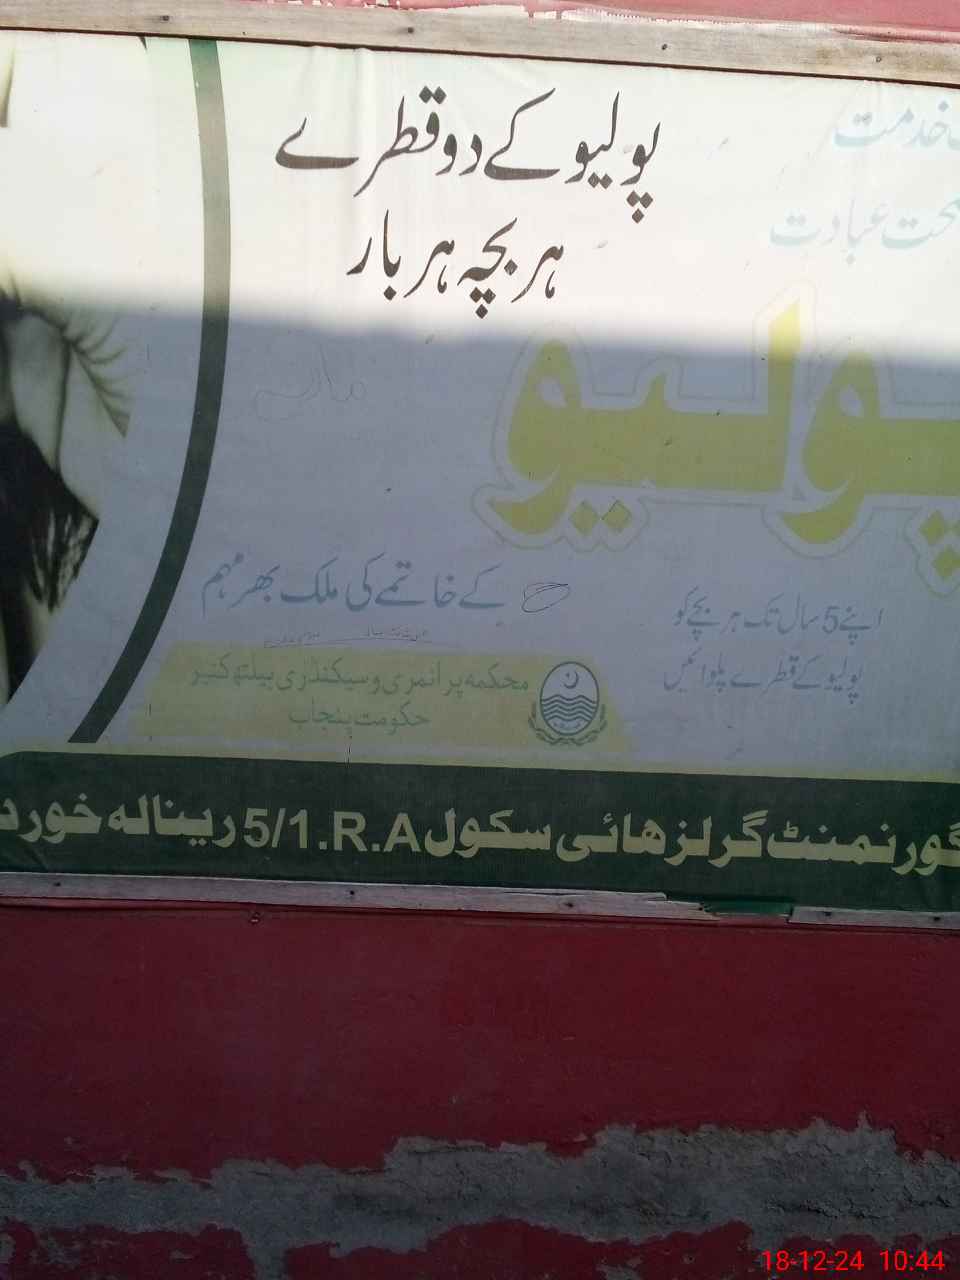 پولیو کے دو قطرے
ہر بچہ ہر بار
خدمت
صحت عبادت
پولیو
کے خاتمے کی ملک بھر مہم
اپنے 5 سال تک ہر بچے کو
پولیو کے قطرے پلوائیں
محکمہ پرائمری و سیکنڈری ہیلتھ کئیر
حکومت پنجاب
گورنمنٹ گرلز ھائی سکول 5/1.R.A رینالہ خورد
18-12-24 10:44